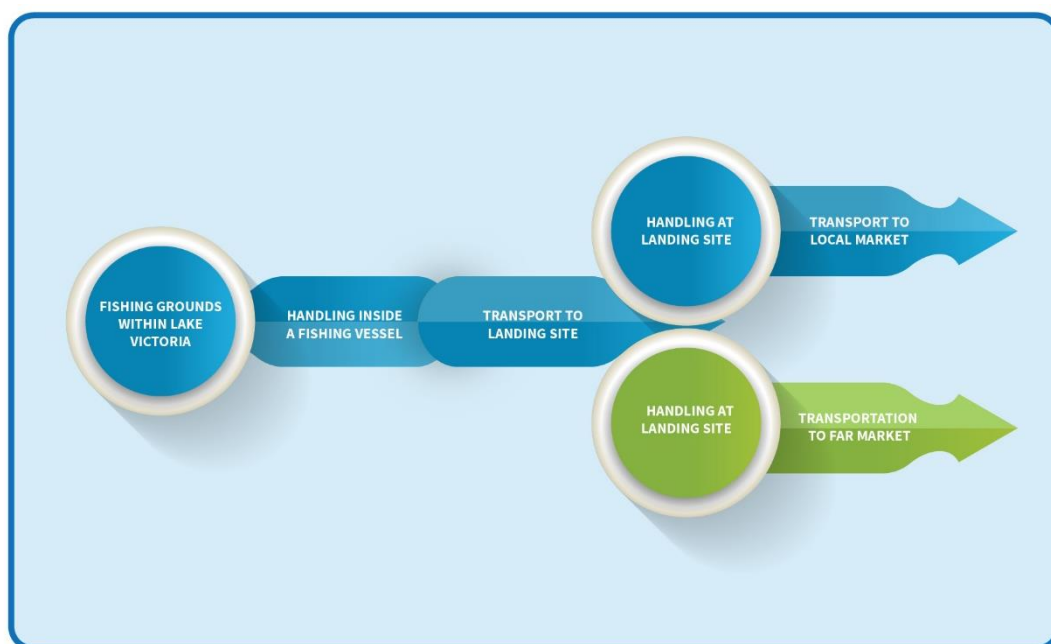 FISHING GROUNDS
WITHIN LAKE
VICTORIA
HANDLING INSIDE
A FISHING VESSEL
TRANSPORT TO
LANDING SITE
HANDLING AT
LANDING SITE
TRANSPORT TO
LOCAL MARKET
HANDLING AT
LANDING SITE
TRANSPORTATION
TO FAR MARKET